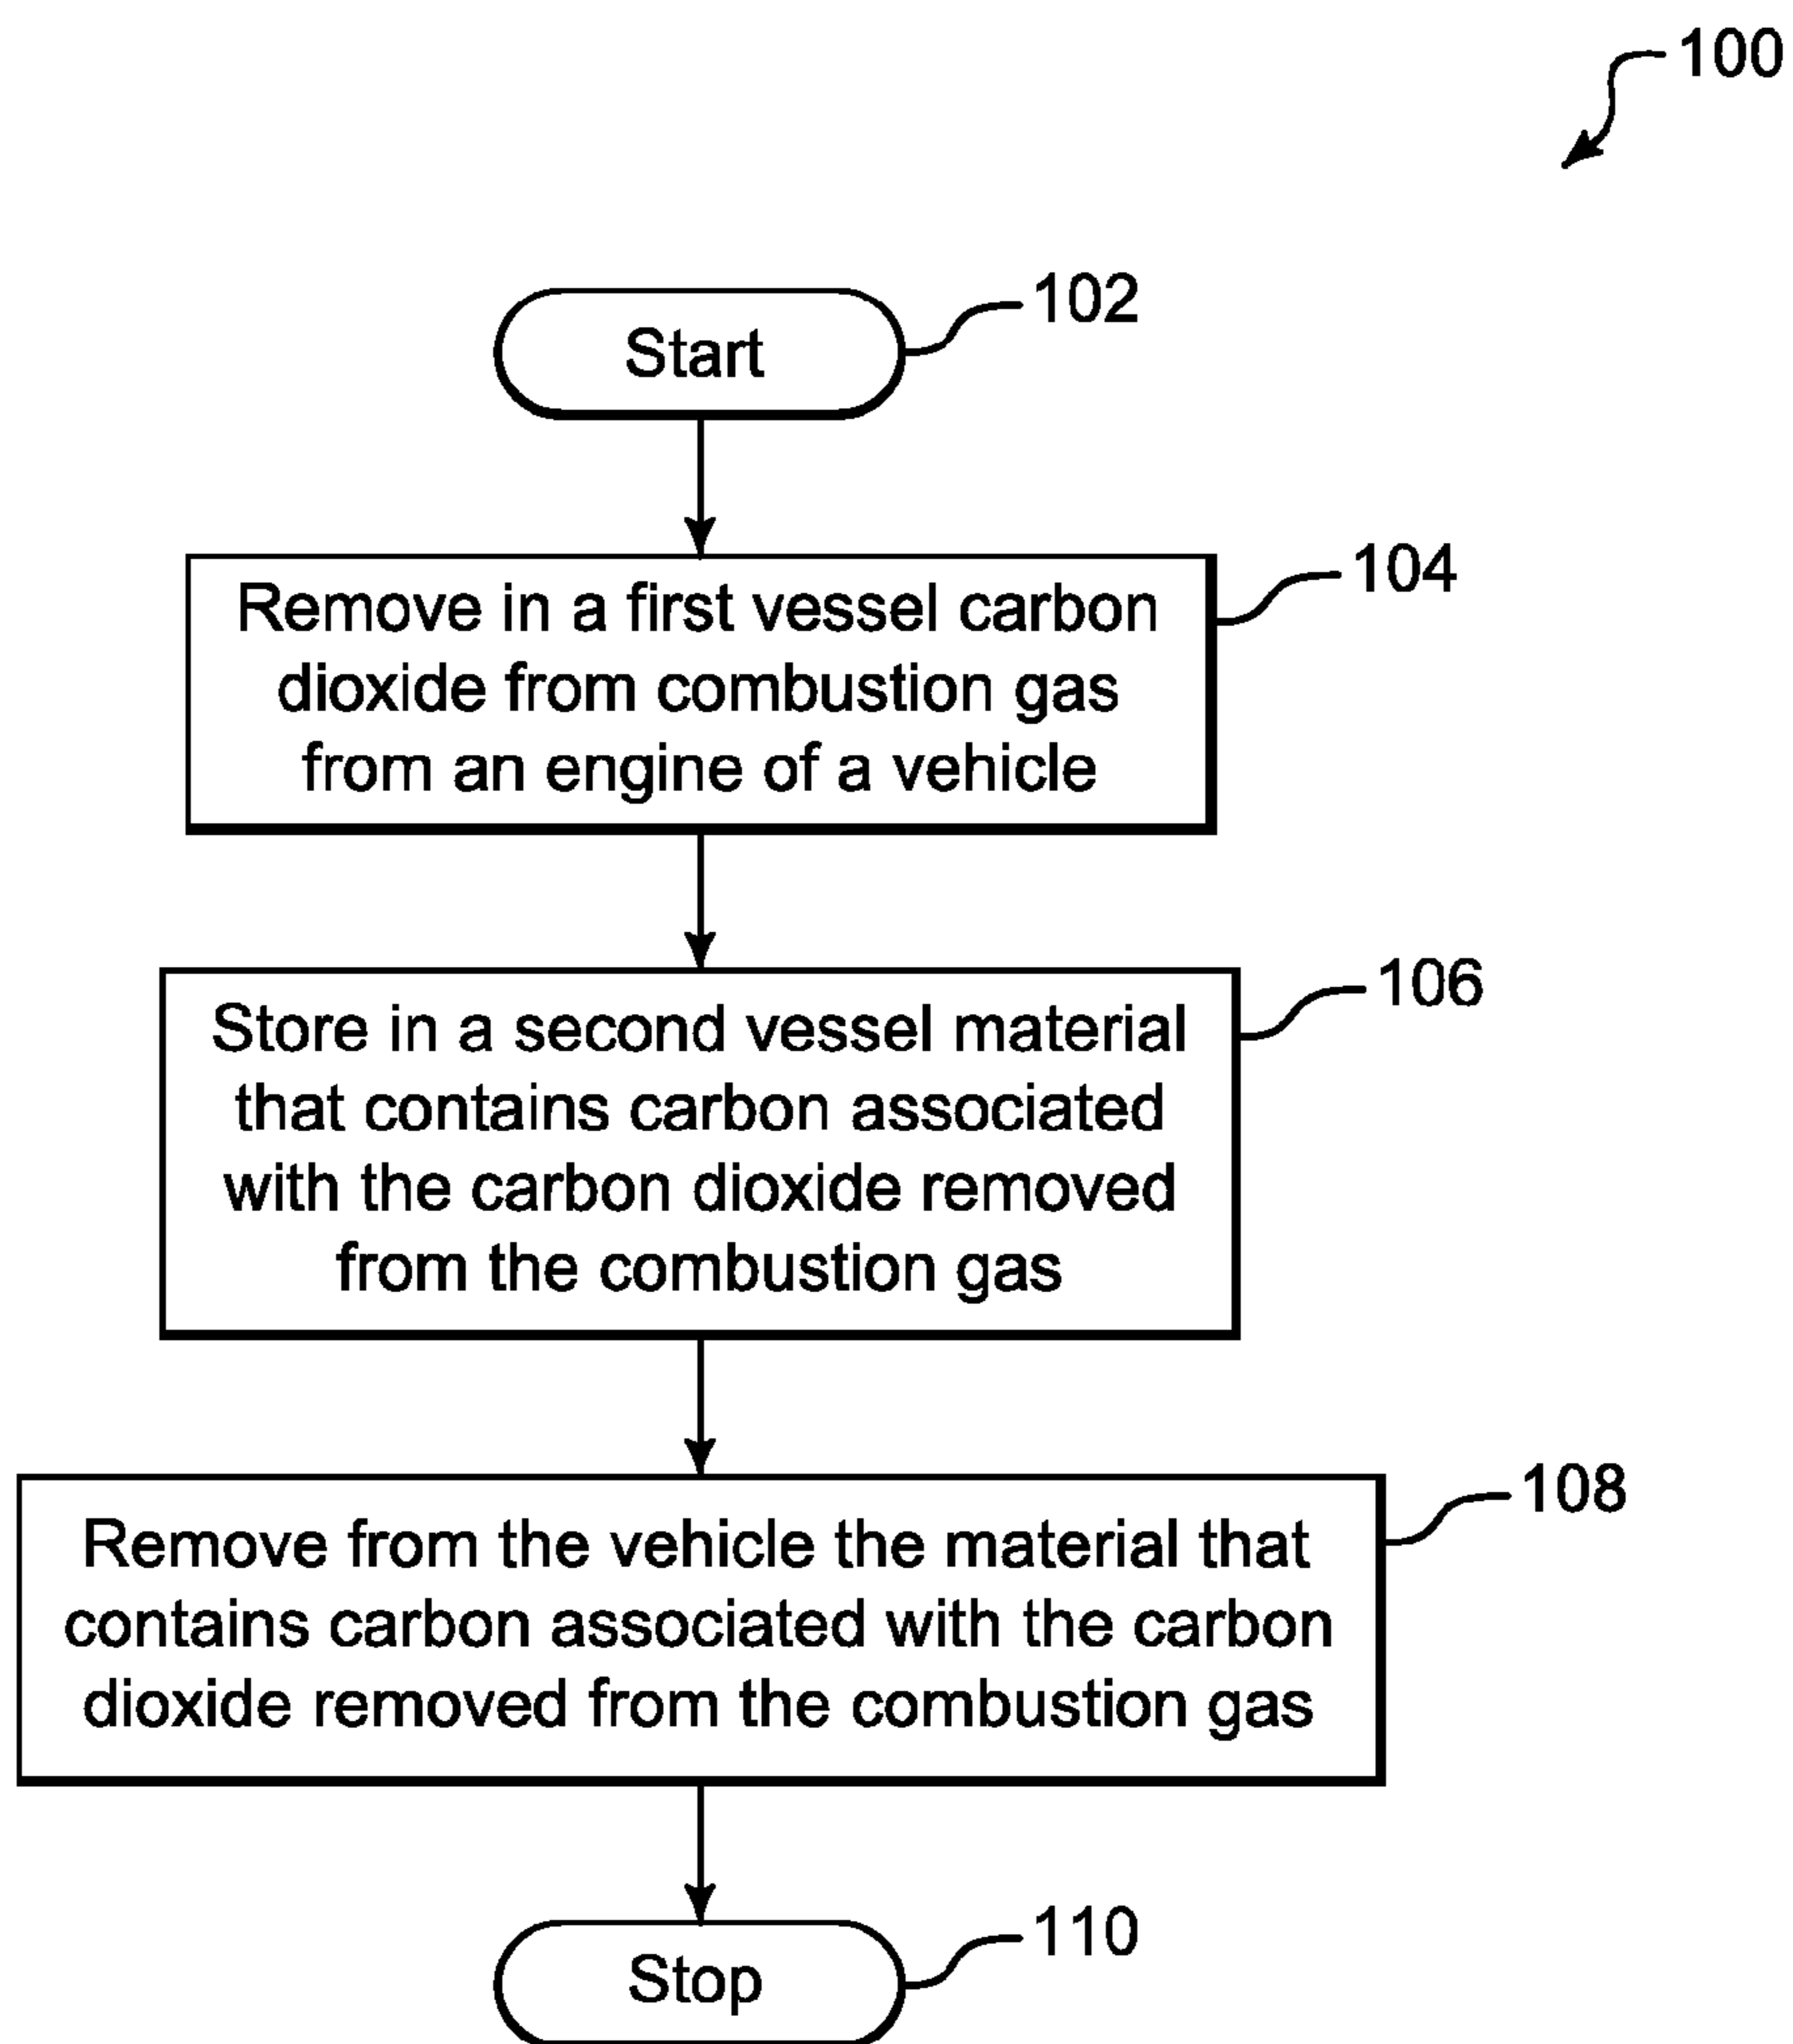 100
Start
102
Remove in a first vessel carbon
dioxide from combustion gas
from an engine of a vehicle
104
Store in a second vessel material
that contains carbon associated
with the carbon dioxide removed
from the combustion gas
106
Remove from the vehicle the material that
contains carbon associated with the carbon
dioxide removed from the combustion gas
108
Stop
110